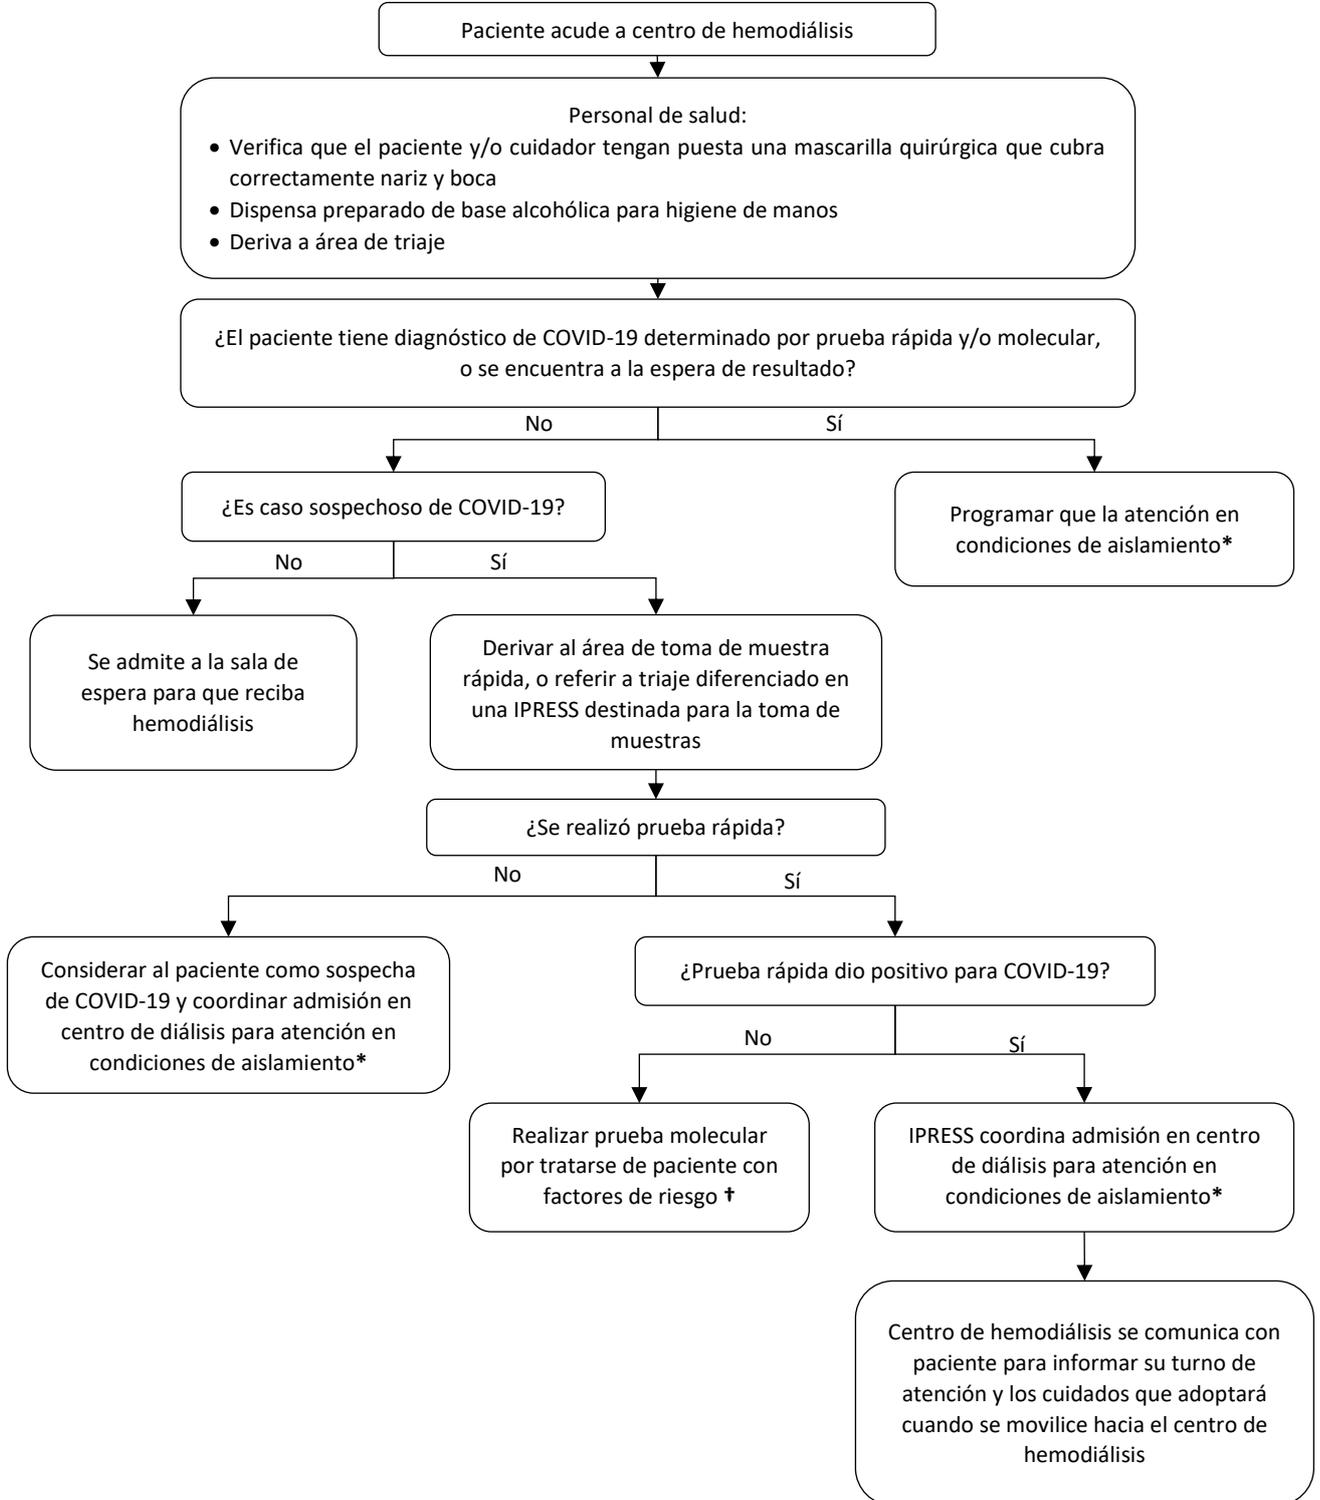 Paciente acude a centro de hemodiálisis
Personal de salud:
• Verifica que el paciente y/o cuidador tengan puesta una mascarilla quirúrgica que cubra
correctamente nariz y boca
• Dispensa preparado de base alcohólica para higiene de manos
• Deriva a área de triaje
¿El paciente tiene diagnóstico de COVID-19 determinado por prueba rápida y/o molecular,
o se encuentra a la espera de resultado?
No
Sí
¿Es caso sospechoso de COVID-19?
Programar que la atención en
condiciones de aislamiento*
No
Sí
Se admite a la sala de
espera para que reciba
hemodiálisis
Derivar al área de toma de muestra
rápida, o referir a triaje diferenciado en
una IPRESS destinada para la toma de
muestras
¿Se realizó prueba rápida?
No
Sí
Considerar al paciente como sospecha
de COVID-19 y coordinar admisión en
centro de diálisis para atención en
condiciones de aislamiento*
¿Prueba rápida dio positivo para COVID-19?
No
Sí
Realizar prueba molecular
por tratarse de paciente con
factores de riesgo †
IPRESS coordina admisión en centro
de diálisis para atención en
condiciones de aislamiento*
Centro de hemodiálisis se comunica con
paciente para informar su turno de
atención y los cuidados que adoptará
cuando se movilice hacia el centro de
hemodiálisis